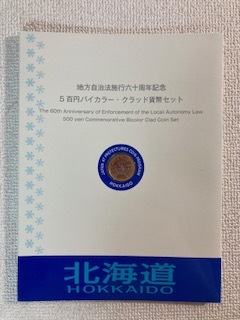 地方自治法施行六十周年記念
5百円バイカラー・クラッド貨幣セット
The 60th Anniversary of Enforcement of the Local Autonomy Law
500 yen Commemorative Bicolor Clad Coin Set
JAPAN 47 PREFECTURES COIN PROGRAM
HOKKAIDO
北海道
HOKKAIDO